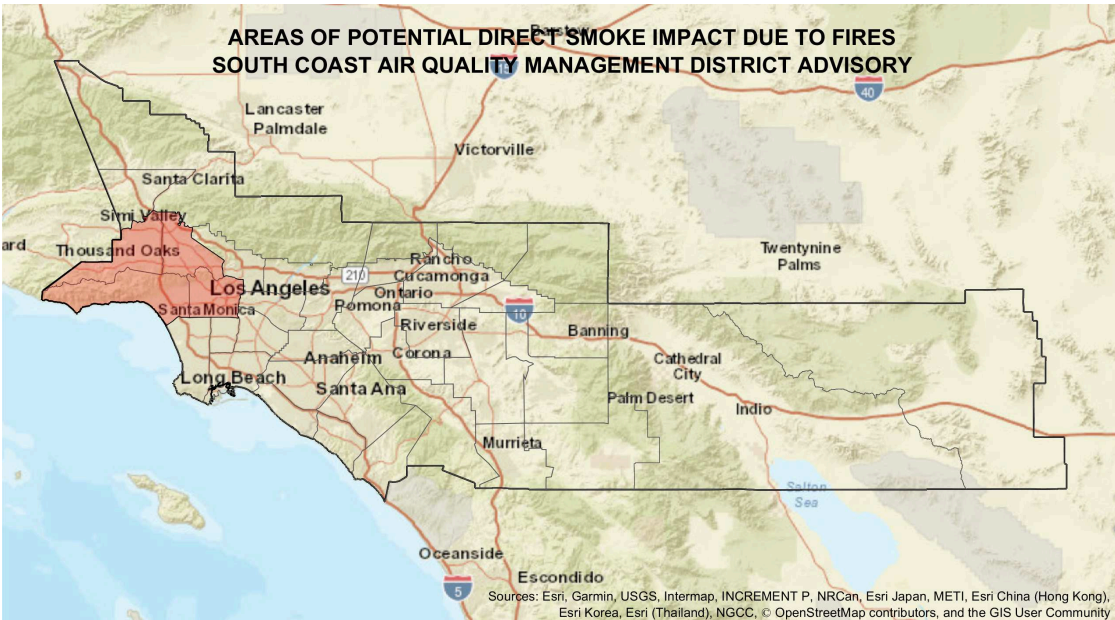 AREAS OF POTENTIAL DIRECT SMOKE IMPACT DUE TO FIRES
SOUTH COAST AIR QUALITY MANAGEMENT DISTRICT ADVISORY
Barstow
15
40
Lancaster
Palmdale
Victorville
Santa Clarita
Simi Valley
ard
Thousand Oaks
Twentynine
Palms
Rancho
Cucamonga
210
Los Angeles
Ontario
Pomona
Santa Monica
10
Riverside
Banning
Anaheim
Corona
Cathedral
City
Long Beach
Santa Ana
Palm Desert
Indio
Murrieta
Salton
Sea
Oceanside
Escondido
5
Sources: Esri, Garmin, USGS, Intermap, INCREMENT P, NRCan, Esri Japan, METI, Esri China (Hong Kong),
Esri Korea, Esri (Thailand), NGCC, © OpenStreetMap contributors, and the GIS User Community